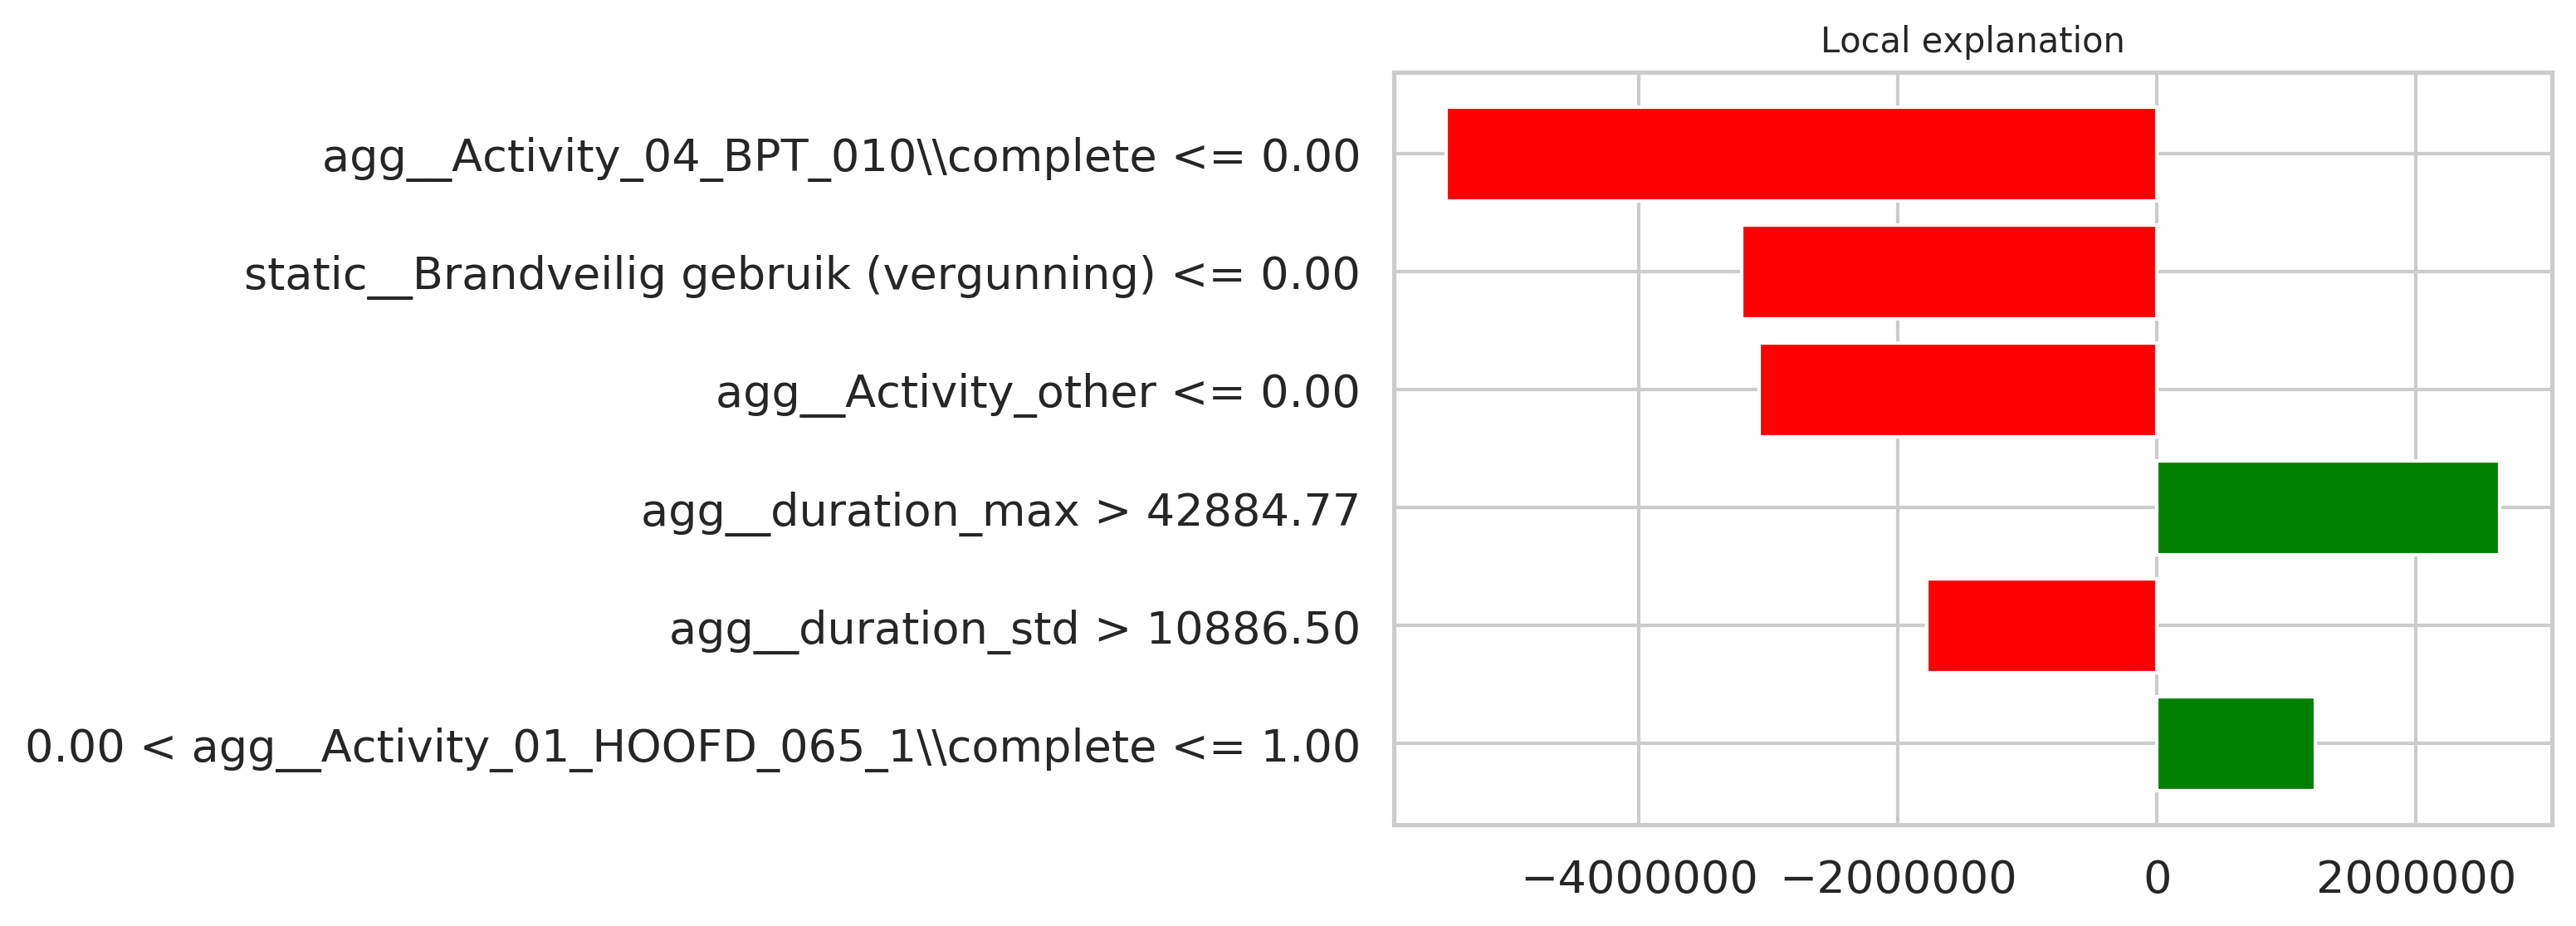 Local explanation
agg__Activity_04_BPT_010\\complete <= 0.00
static__Brandveilig gebruik (vergunning) <= 0.00
agg__Activity_other <= 0.00
agg__duration_max > 42884.77
agg__duration_std > 10886.50
0.00 < agg__Activity_01_HOOFD_065_1\\complete <= 1.00
−4000000 −2000000 0 2000000